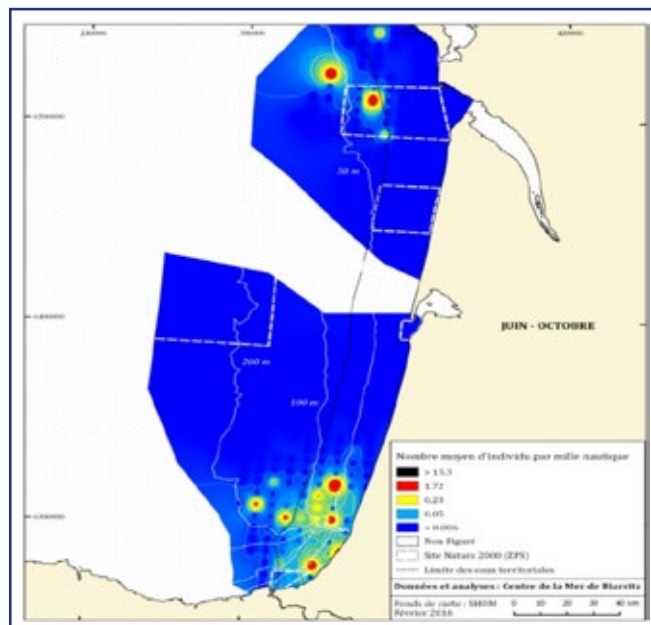 50 m
JUIN - OCTOBRE
200 m
100 m
Nombre moyen d'individu par mille nautique
> 15.3
1.72
0.23
0.05
< 0.006
Non Figuré
Site Natura 2000 (ZPS)
Limite des eaux territoriales
Données et analyses : Centre de la Mer de Biarritz
Fonds de carte : SHOM
Février 2016
0 10 20 30 40 km